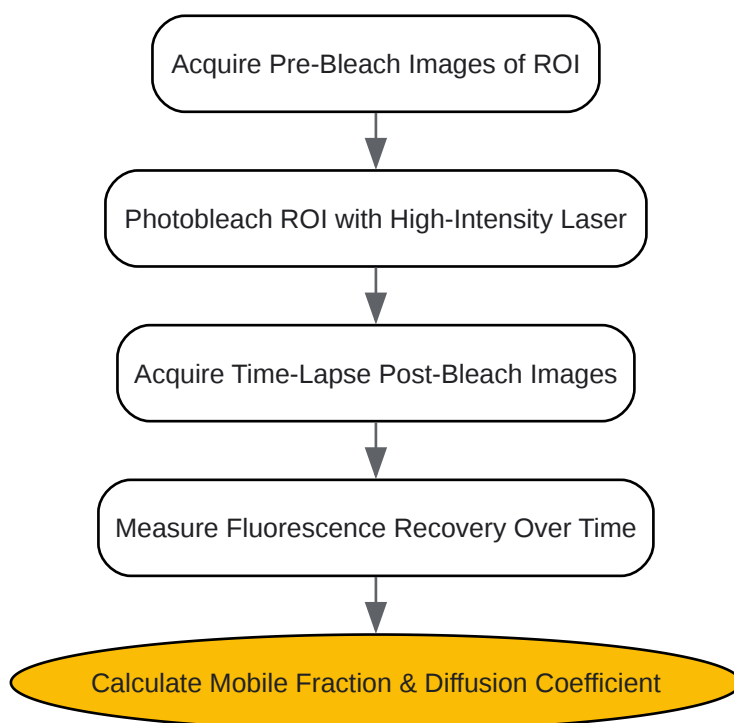 Acquire Pre-Bleach Images of ROI
Photobleach ROI with High-Intensity Laser
Acquire Time-Lapse Post-Bleach Images
Measure Fluorescence Recovery Over Time
Calculate Mobile Fraction & Diffusion Coefficient